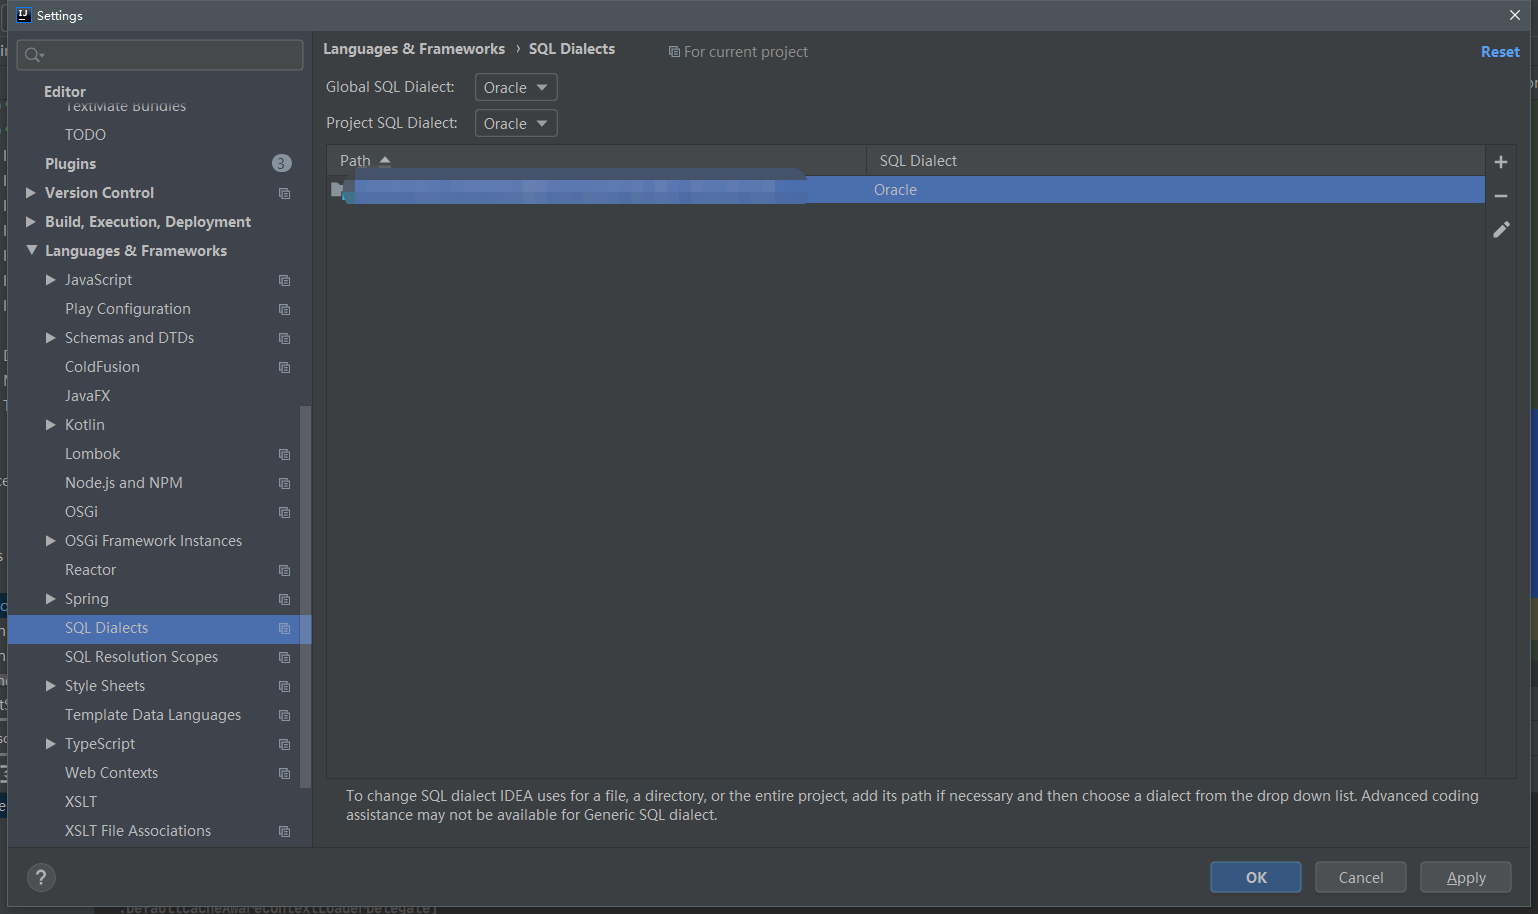 Settings
Languages & Frameworks › SQL Dialects
For current project
Reset
Editor
TextMate Bundles
TODO
Plugins
3
Version Control
Build, Execution, Deployment
Languages & Frameworks
JavaScript
Play Configuration
Schemas and DTDs
ColdFusion
JavaFX
Kotlin
Lombok
Node.js and NPM
OSGi
OSGi Framework Instances
Reactor
Spring
SQL Dialects
SQL Resolution Scopes
Style Sheets
Template Data Languages
TypeScript
Web Contexts
XSLT
XSLT File Associations
Global SQL Dialect: Oracle
Project SQL Dialect: Oracle
Path SQL Dialect
Oracle
To change SQL dialect IDEA uses for a file, a directory, or the entire project, add its path if necessary and then choose a dialect from the drop down list. Advanced coding
assistance may not be available for Generic SQL dialect.
?
OK
Cancel
Apply